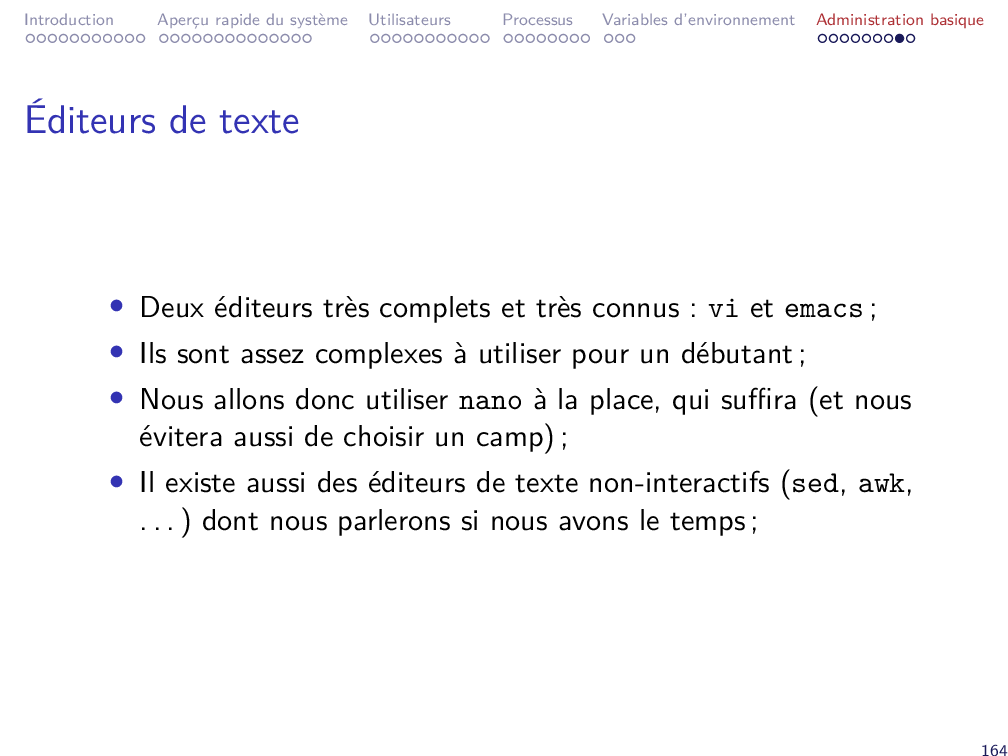 Introduction Aperçu rapide du système Utilisateurs Processus Variables d'environnement Administration basique
Éditeurs de texte
• Deux éditeurs très complets et très connus : vi et emacs ;
• Ils sont assez complexes à utiliser pour un débutant ;
• Nous allons donc utiliser nano à la place, qui suffira (et nous
évitera aussi de choisir un camp) ;
• Il existe aussi des éditeurs de texte non-interactifs (sed, awk,
. . . ) dont nous parlerons si nous avons le temps ;
164